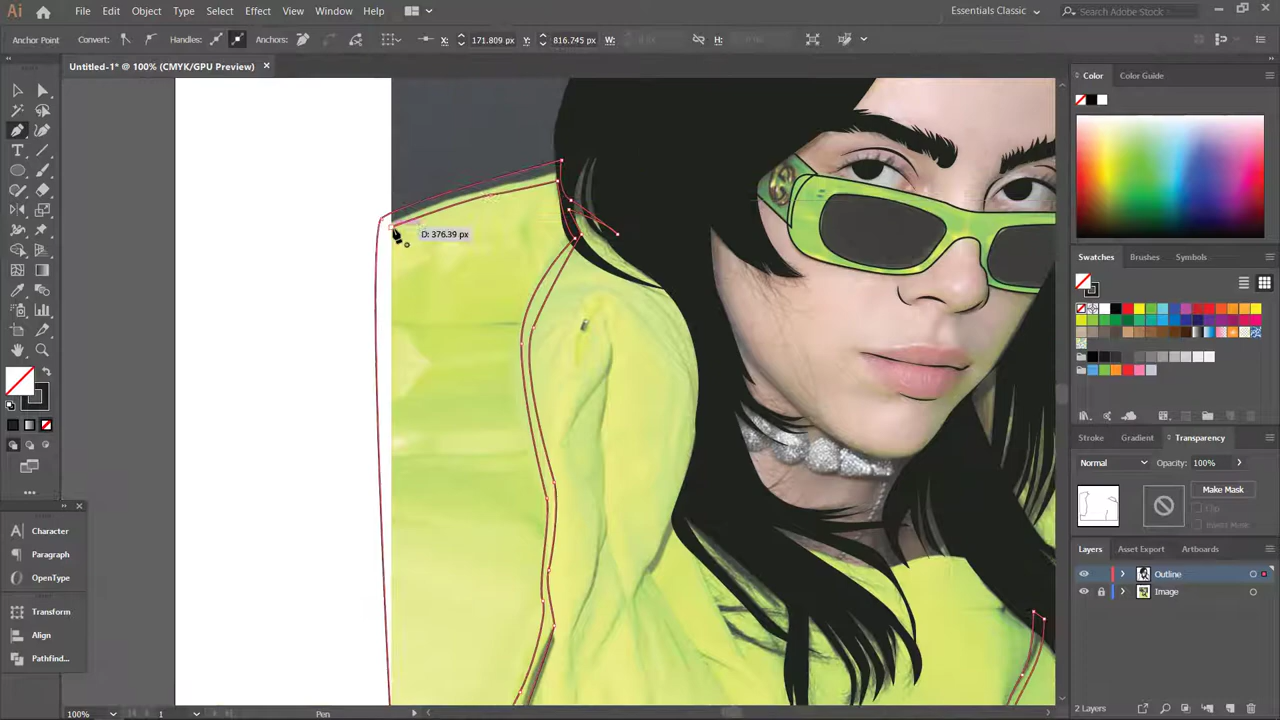 Ai File Edit Object Type Select Effect View Window Help Essentials Classic Search Adobe Stock
Anchor Point Convert: Handles: Anchors: X: 171.809 px Y: 816.745 px W: H:
Untitled-1* @ 100% (CMYK/GPU Preview) ×
Color Color Guide
D: 376.39 px
Swatches Brushes Symbols
Stroke Gradient Transparency
Normal Opacity: 100%
Make Mask
Clip
Invert Mask
Character
Paragraph
OpenType
Transform
Align
Pathfind...
Layers Asset Export Artboards
Outline
Image
100% 1 Pen 2 Layers